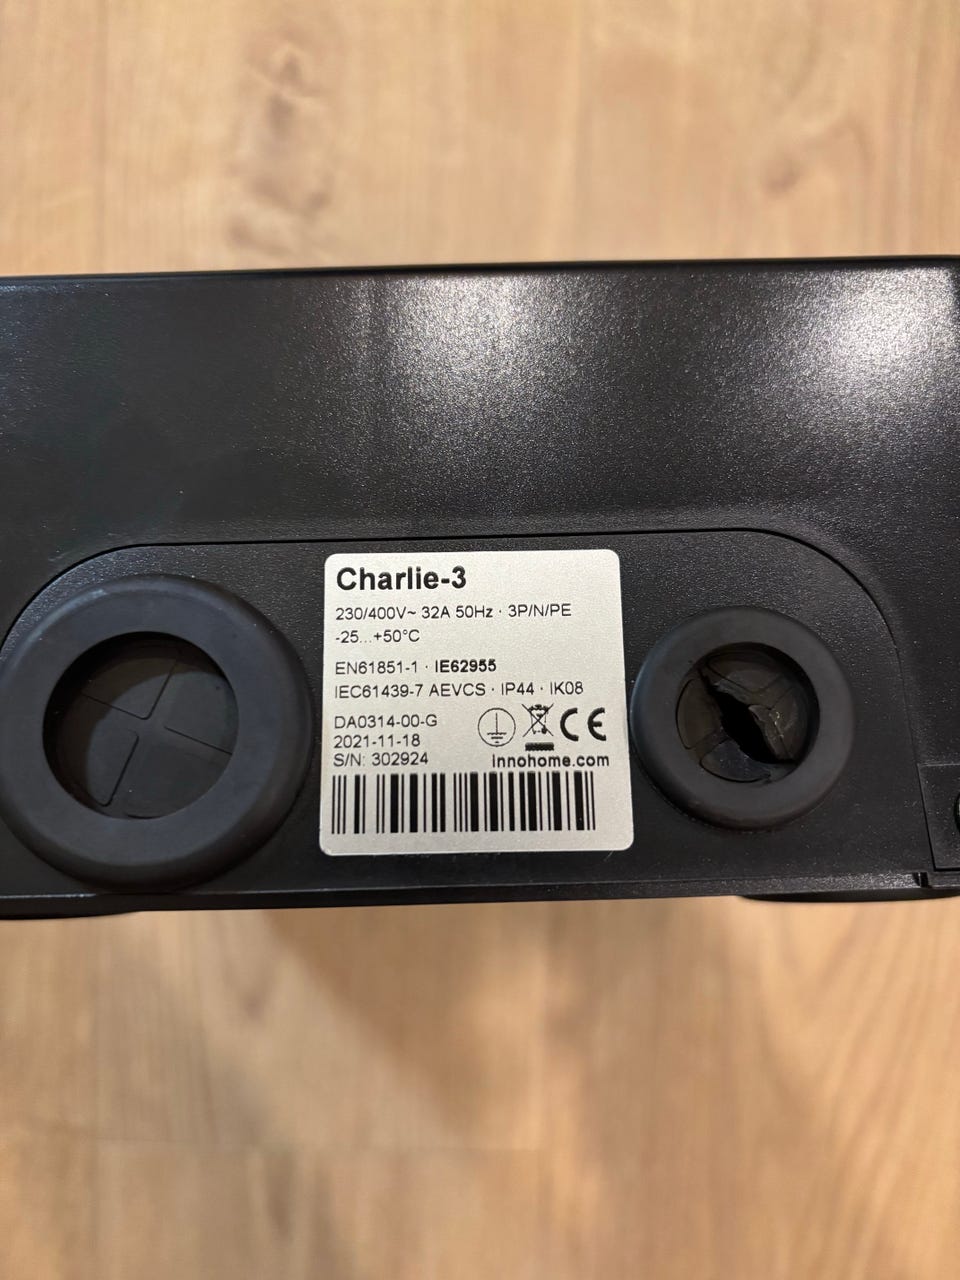 Charlie-3
230/400V~ 32A 50Hz · 3P/N/PE
-25...+50°C
EN61851-1 · IE62955
IEC61439-7 AEVCS · IP44 · IK08
DA0314-00-G
2021-11-18
S/N: 302924
CE
innohome.com